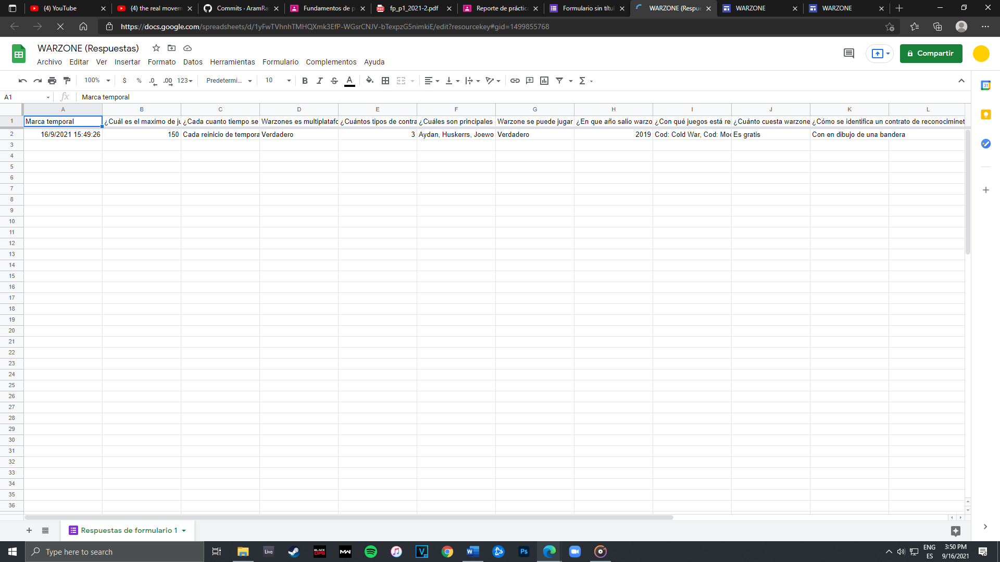 (4) YouTube
(4) the real movem
Commits · AramRa
Fundamentos de p
fp_p1_2021-2.pdf
Reporte de práctica
Formulario sin títul
WARZONE (Respue
WARZONE
WARZONE
https://docs.google.com/spreadsheets/d/1yFwTVhnhTMHQXmk3EfP-WGsrCNJV-bTexpzG5nimkiE/edit?resourcekey#gid=1499855768
WARZONE (Respuestas)
Compartir
Archivo Editar Ver Insertar Formato Datos Herramientas Formulario Complementos Ayuda
100% $ % .0 .00 123 Predetermi... 10 B I S A Σ
31
A1 fx Marca temporal
A B C D E F G H I J K L
1 Marca temporal ¿Cuál es el maximo de ju ¿Cada cuanto tiempo se Warzones es multiplatafo ¿Cuántos tipos de contra ¿Cuáles son principales Warzone se puede jugar ¿En que año salio warzo ¿Con qué juegos está re ¿Cuánto cuesta warzone ¿Cómo se identifica un contrato de reconociminet
2 16/9/2021 15:49:26 150 Cada reinicio de tempora Verdadero 3 Aydan, Huskerrs, Joewo Verdadero 2019 Cod: Cold War, Cod: Mod Es gratis Con en dibujo de una bandera
3
4
5
6
7
8
9
10
11
12
13
14
15
16
17
18
19
20
21
22
23
24
25
26
27
28
29
30
31
32
33
34
35
36
Respuestas de formulario 1
Type here to search
Live
BLACK OPS
MW
V
W
Ps
ENG
ES
3:50 PM
9/16/2021